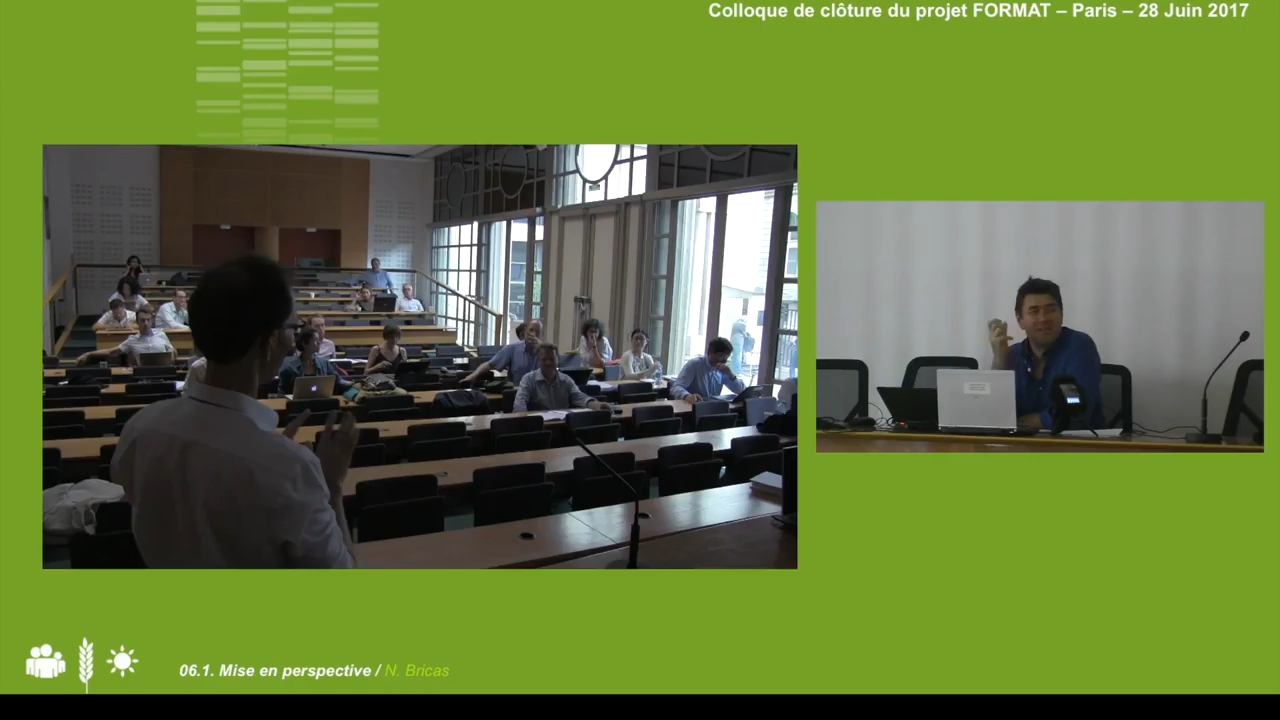 Colloque de clôture du projet FORMAT – Paris – 28 Juin 2017
06.1. Mise en perspective / N. Bricas